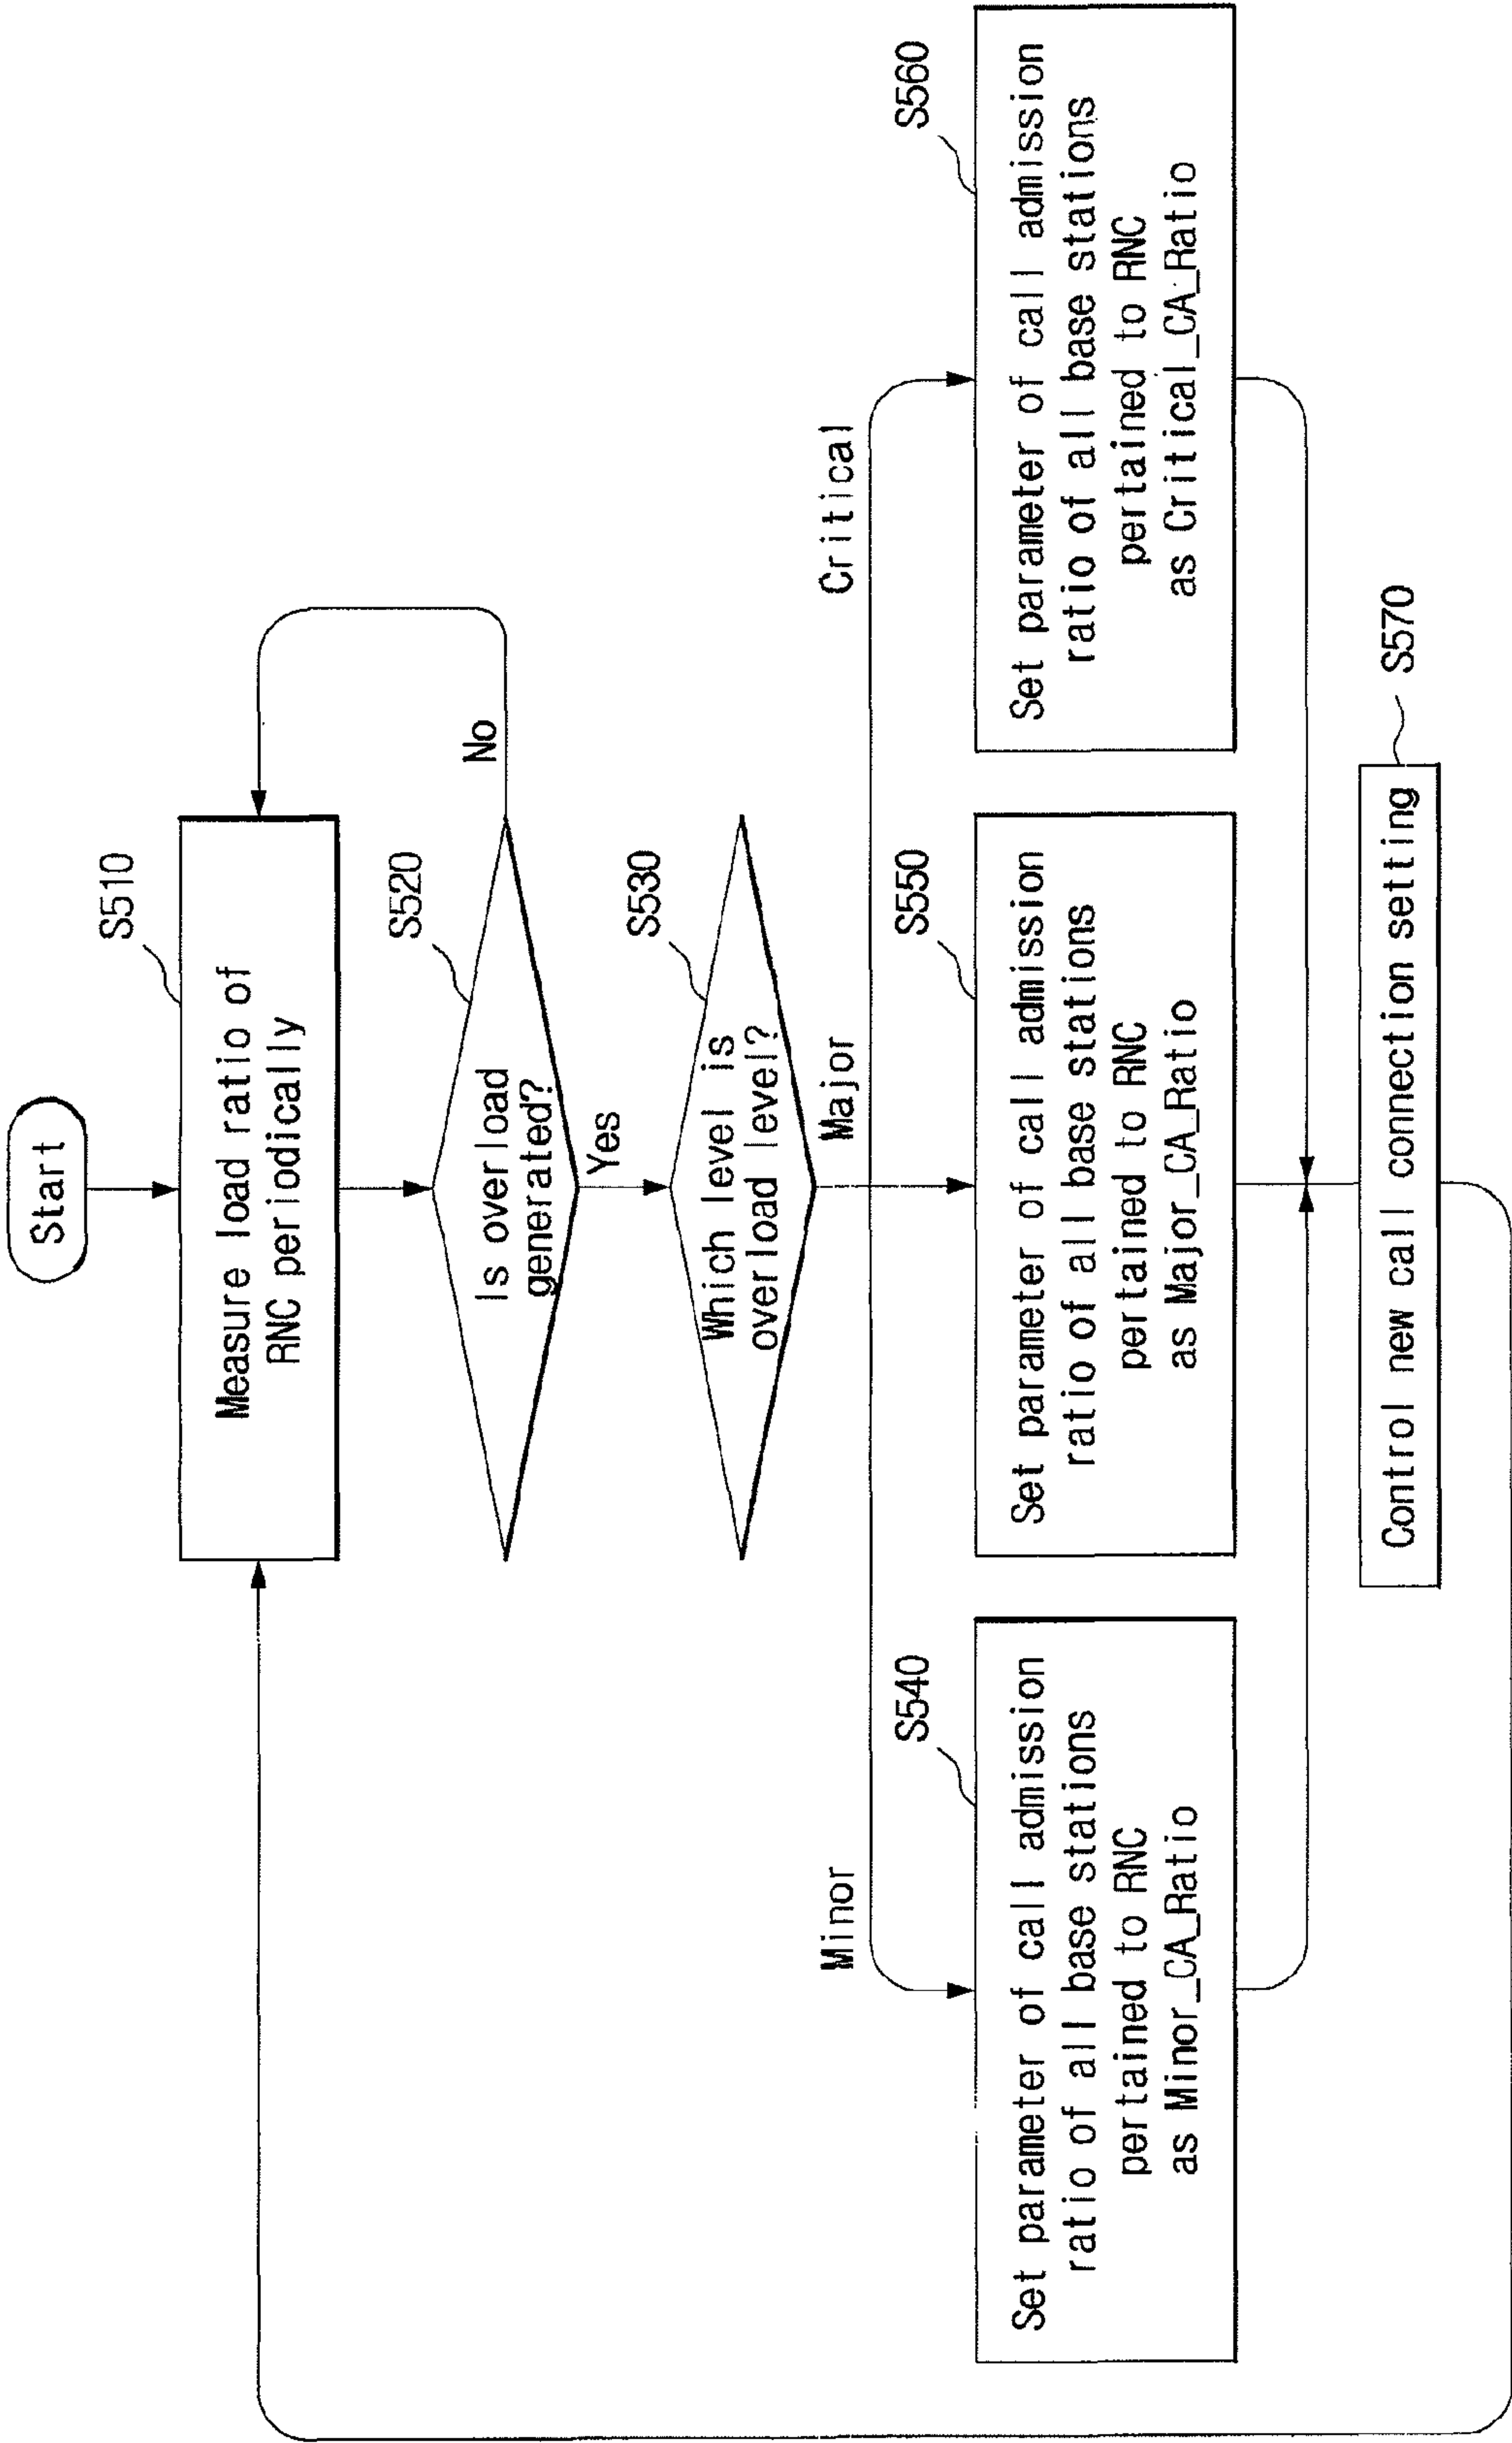 Start
S510
Measure load ratio of
RNC periodically
S520
Is overload
generated?
No
Yes
S530
Which level is
overload level?
Minor
Major
Critical
S540
Set parameter of call admission
ratio of all base stations
pertained to RNC
as Minor_CA_Ratio
S550
Set parameter of call admission
ratio of all base stations
pertained to RNC
as Major_CA_Ratio
S560
Set parameter of call admission
ratio of all base stations
pertained to RNC
as Critical_CA_Ratio
Control new call connection setting
S570